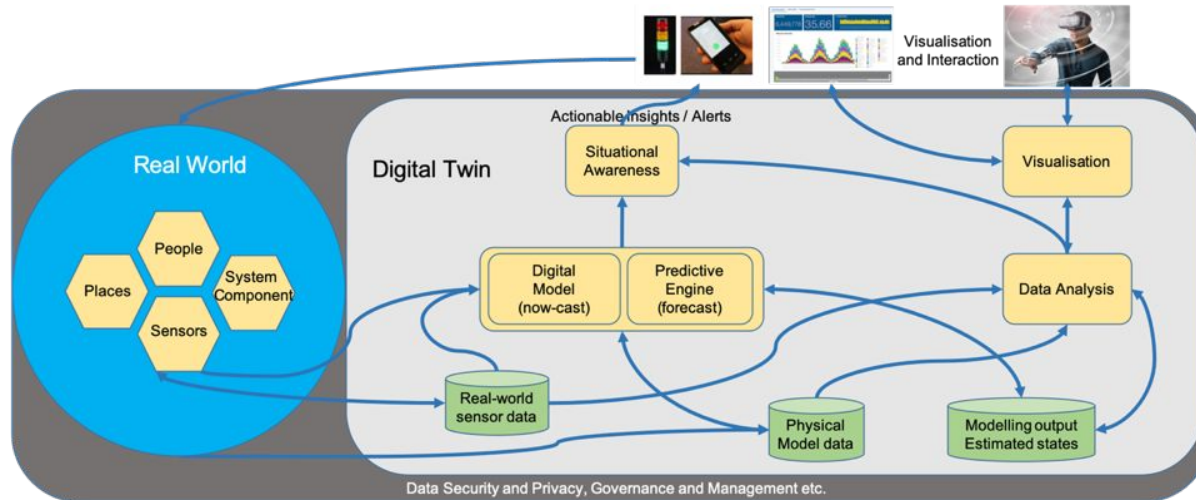 Visualisation
and Interaction
35.66
Actionable Insights / Alerts
Real World
Digital Twin
Situational
Awareness
Visualisation
People
Places
System
Component
Sensors
Digital
Model
(now-cast)
Predictive
Engine
(forecast)
Data Analysis
Real-world
sensor data
Physical
Model data
Modelling output
Estimated states
Data Security and Privacy, Governance and Management etc.